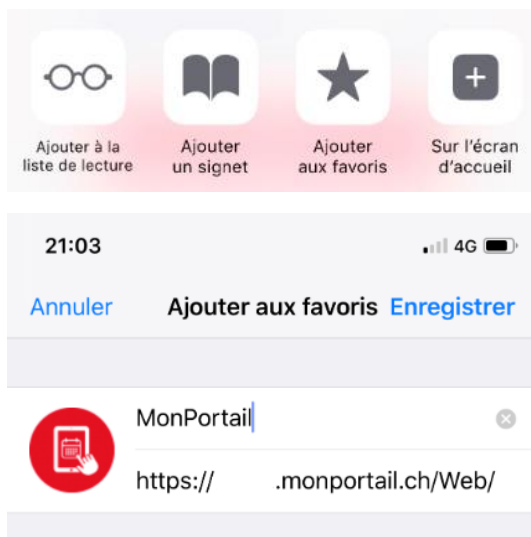 Ajouter à la
liste de lecture
Ajouter
un signet
Ajouter
aux favoris
Sur l'écran
d'accueil
21:03
4G
Annuler
Ajouter aux favoris
Enregistrer
MonPortail
https:// .monportail.ch/Web/